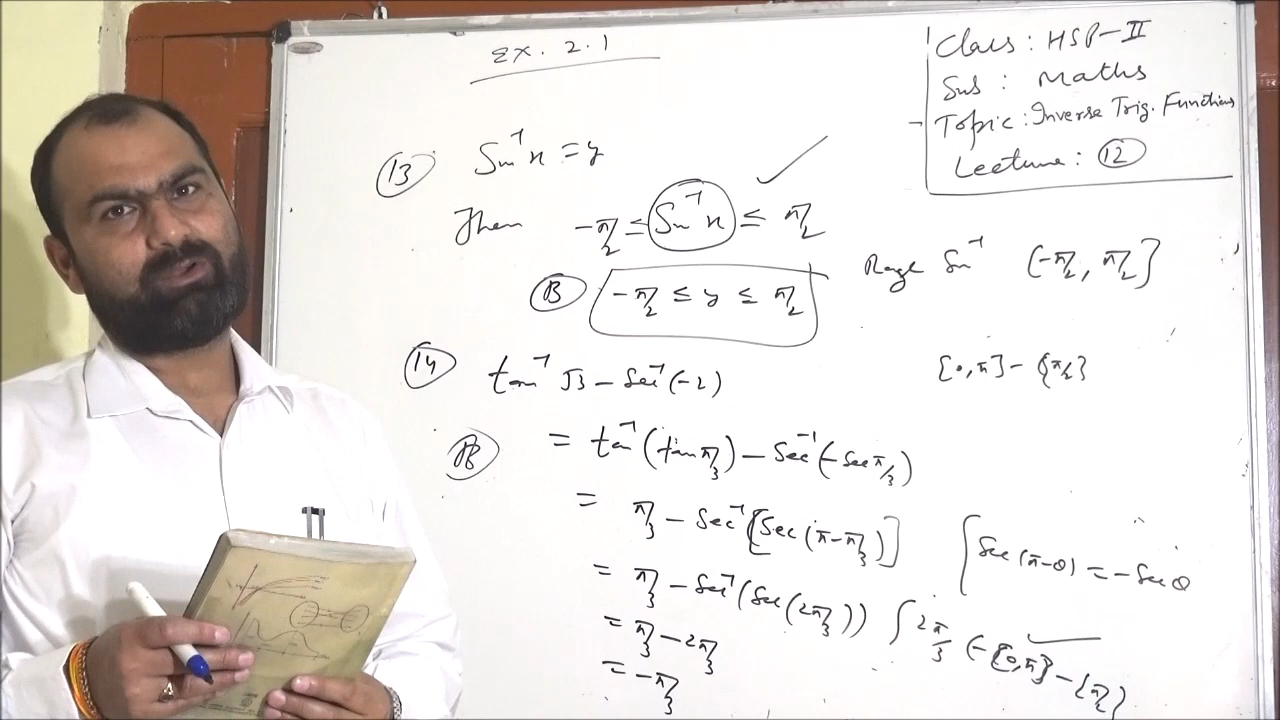 Ex. 2.1
Class : HSP-II
Sub : Maths
Topic : Inverse Trig. Functions
Lecture : 12
13 Sin⁻¹ x = y
Then -π/2 ≤ Sin⁻¹ x ≤ π/2
Range Sin⁻¹ [-π/2, π/2]
B -π/2 ≤ y ≤ π/2
14 tan⁻¹ √3 - Sec⁻¹(-2)
[0, π] - {π/2}
B = tan⁻¹(tan π/3) - Sec⁻¹(-Sec π/3)
= π/3 - Sec⁻¹[Sec(π - π/3)] [Sec(π-θ) = -Sec θ
= π/3 - Sec⁻¹(Sec(2π/3)) [2π/3 ∈ [0, π] - {π/2}
= π/3 - 2π/3
= -π/3